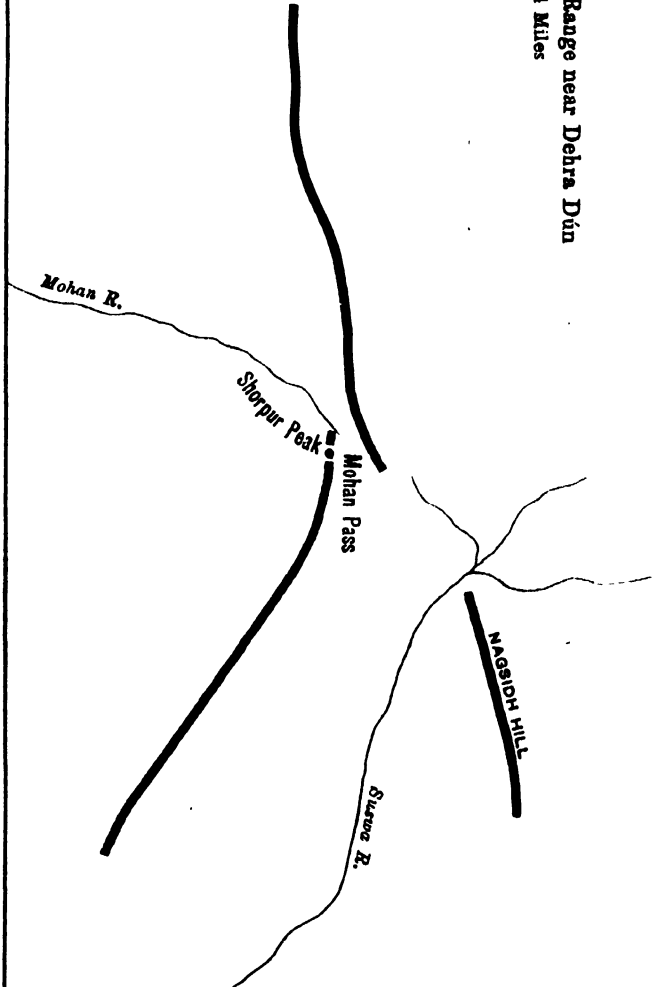 Range near Dehra Dún
Miles
Mohan R.
Shorpur Peak
Mohan Pass
NAGSIDH HILL
Suswa R.